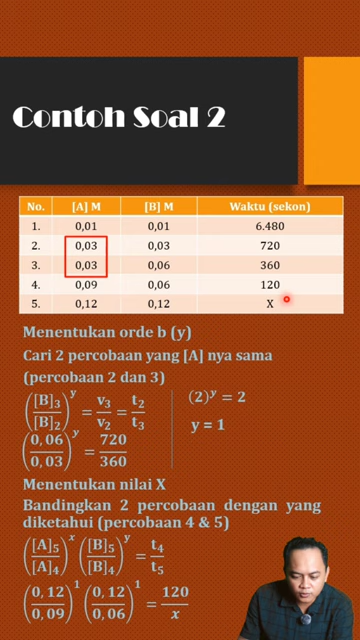 Contoh Soal 2
No. [A] M [B] M Waktu (sekon)
1. 0,01 0,01 6.480
2. 0,03 0,03 720
3. 0,03 0,06 360
4. 0,09 0,06 120
5. 0,12 0,12 X
Menentukan orde b (y)
Cari 2 percobaan yang [A] nya sama
(percobaan 2 dan 3)
([B]₃/[B]₂)^y = v₃/v₂ = t₂/t₃
(0,06/0,03)^y = 720/360
(2)^y = 2
y = 1
Menentukan nilai X
Bandingkan 2 percobaan dengan yang
diketahui (percobaan 4 & 5)
([A]₅/[A]₄)^x ([B]₅/[B]₄)^y = t₄/t₅
(0,12/0,09)^1 (0,12/0,06)^1 = 120/x